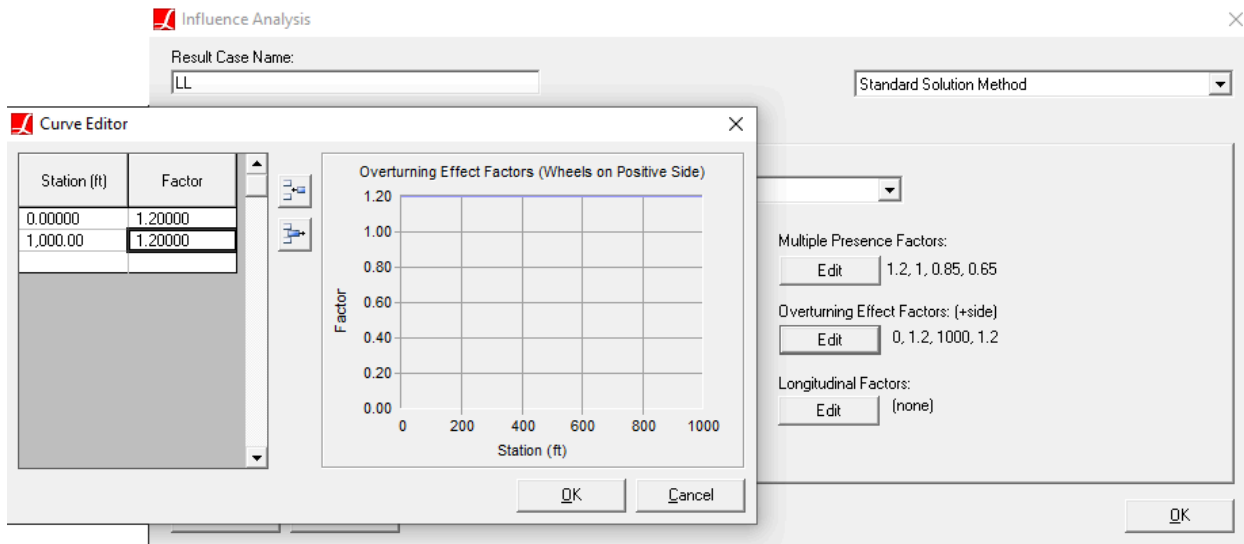 Influence Analysis
Result Case Name:
LL
Standard Solution Method
Curve Editor
Station (ft) Factor
0.00000 1.20000
1,000.00 1.20000
Overturning Effect Factors (Wheels on Positive Side)
1.20
1.00
0.80
0.60
0.40
0.20
0.00
Factor
0 200 400 600 800 1000
Station (ft)
OK Cancel
Multiple Presence Factors:
Edit 1.2, 1, 0.85, 0.65
Overturning Effect Factors: (+side)
Edit 0, 1.2, 1000, 1.2
Longitudinal Factors:
Edit (none)
OK